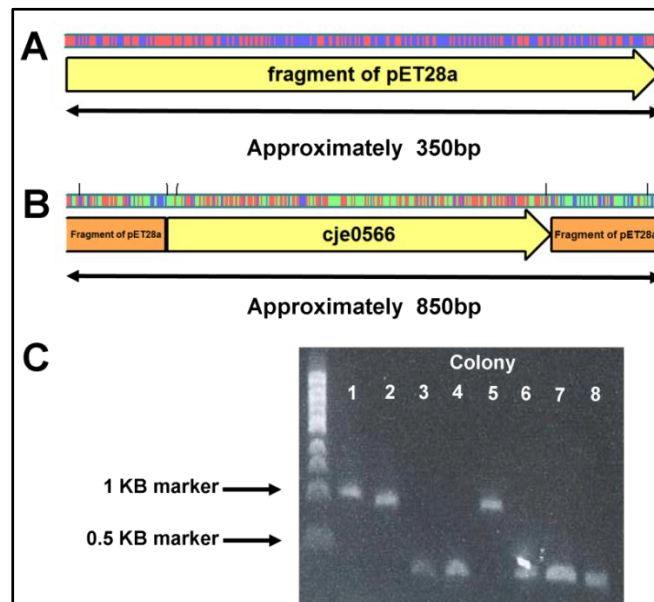 A
fragment of pET28a
Approximately 350bp
B
Fragment of pET28a
cje0566
Fragment of pET28a
Approximately 850bp
C
Colony
1 2 3 4 5 6 7 8
1 KB marker
0.5 KB marker